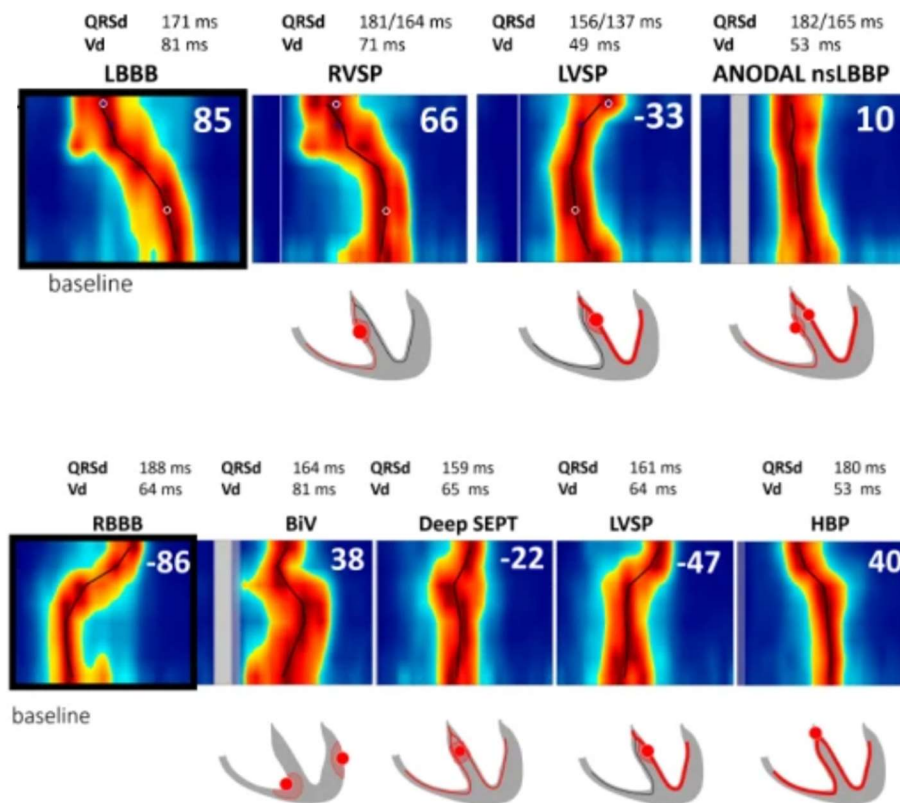 QRSd 171 ms QRSd 181/164 ms QRSd 156/137 ms QRSd 182/165 ms
Vd 81 ms Vd 71 ms Vd 49 ms Vd 53 ms
LBBB RVSP LVSP ANODAL nsLBBP
85 66 -33 10
baseline
QRSd 188 ms QRSd 164 ms QRSd 159 ms QRSd 161 ms QRSd 180 ms
Vd 64 ms Vd 81 ms Vd 65 ms Vd 64 ms Vd 53 ms
RBBB BiV Deep SEPT LVSP HBP
-86 38 -22 -47 40
baseline